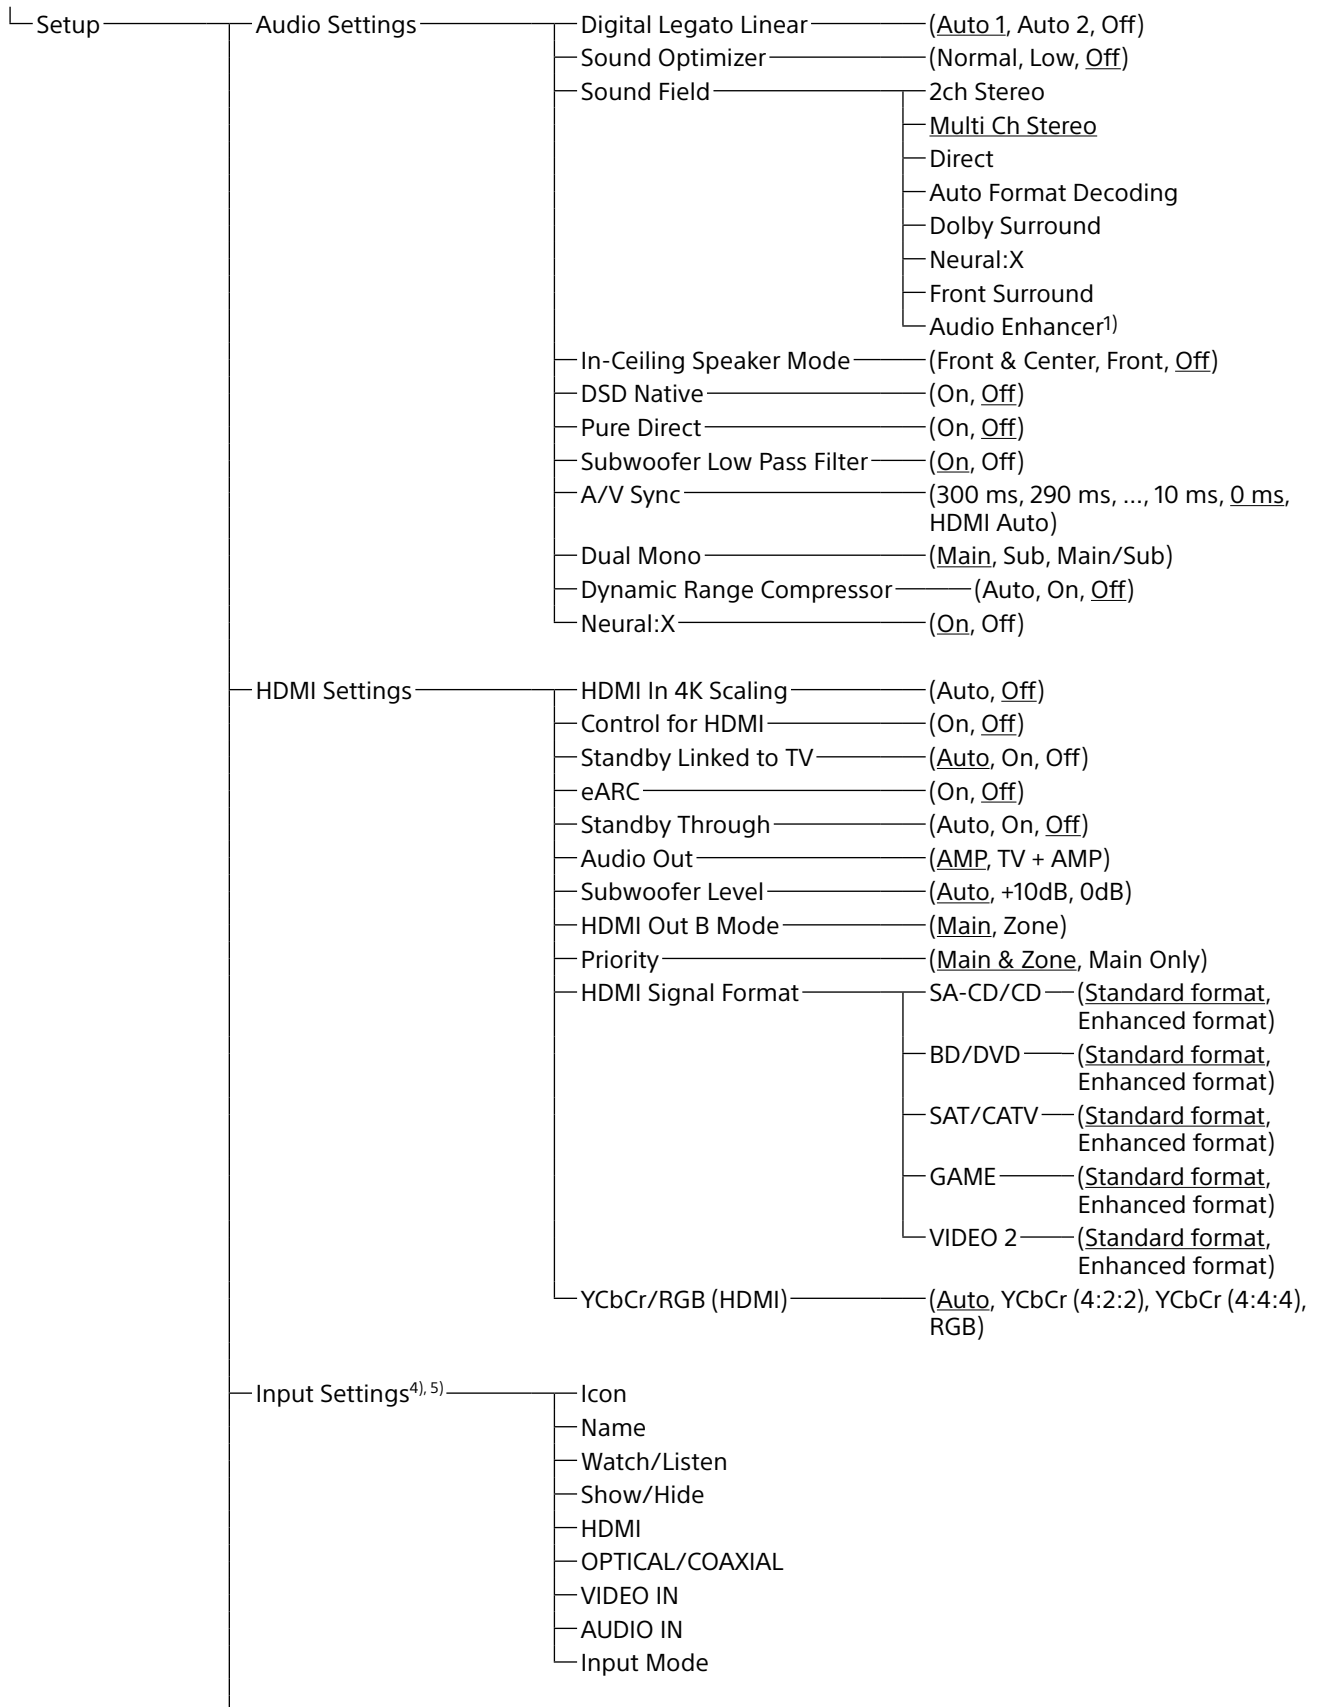 Setup Audio Settings Digital Legato Linear (Auto 1, Auto 2, Off)
Sound Optimizer (Normal, Low, Off)
Sound Field 2ch Stereo
Multi Ch Stereo
Direct
Auto Format Decoding
Dolby Surround
Neural:X
Front Surround
Audio Enhancer1)
In-Ceiling Speaker Mode (Front & Center, Front, Off)
DSD Native (On, Off)
Pure Direct (On, Off)
Subwoofer Low Pass Filter (On, Off)
A/V Sync (300 ms, 290 ms, ..., 10 ms, 0 ms,
HDMI Auto)
Dual Mono (Main, Sub, Main/Sub)
Dynamic Range Compressor (Auto, On, Off)
Neural:X (On, Off)
HDMI Settings HDMI In 4K Scaling (Auto, Off)
Control for HDMI (On, Off)
Standby Linked to TV (Auto, On, Off)
eARC (On, Off)
Standby Through (Auto, On, Off)
Audio Out (AMP, TV + AMP)
Subwoofer Level (Auto, +10dB, 0dB)
HDMI Out B Mode (Main, Zone)
Priority (Main & Zone, Main Only)
HDMI Signal Format SA-CD/CD (Standard format,
Enhanced format)
BD/DVD (Standard format,
Enhanced format)
SAT/CATV (Standard format,
Enhanced format)
GAME (Standard format,
Enhanced format)
VIDEO 2 (Standard format,
Enhanced format)
YCbCr/RGB (HDMI) (Auto, YCbCr (4:2:2), YCbCr (4:4:4),
RGB)
Input Settings4), 5) Icon
Name
Watch/Listen
Show/Hide
HDMI
OPTICAL/COAXIAL
VIDEO IN
AUDIO IN
Input Mode